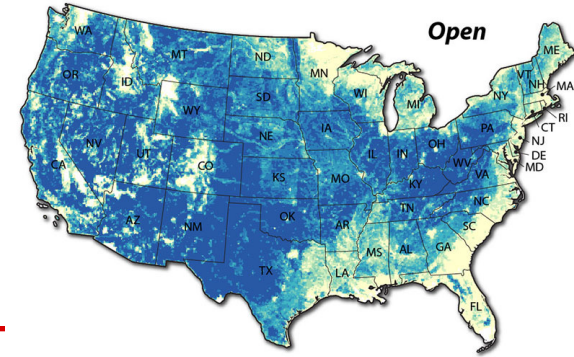 Open
WA
MT
ND
ME
OR
ID
MN
VT
NH
MA
WI
NY
SD
MI
WY
RI
CT
IA
PA
NE
NJ
NV
OH
UT
IL
IN
DE
CO
WV
MD
CA
VA
KS
MO
KY
NC
TN
OK
AZ
NM
AR
SC
MS
AL
GA
TX
LA
FL